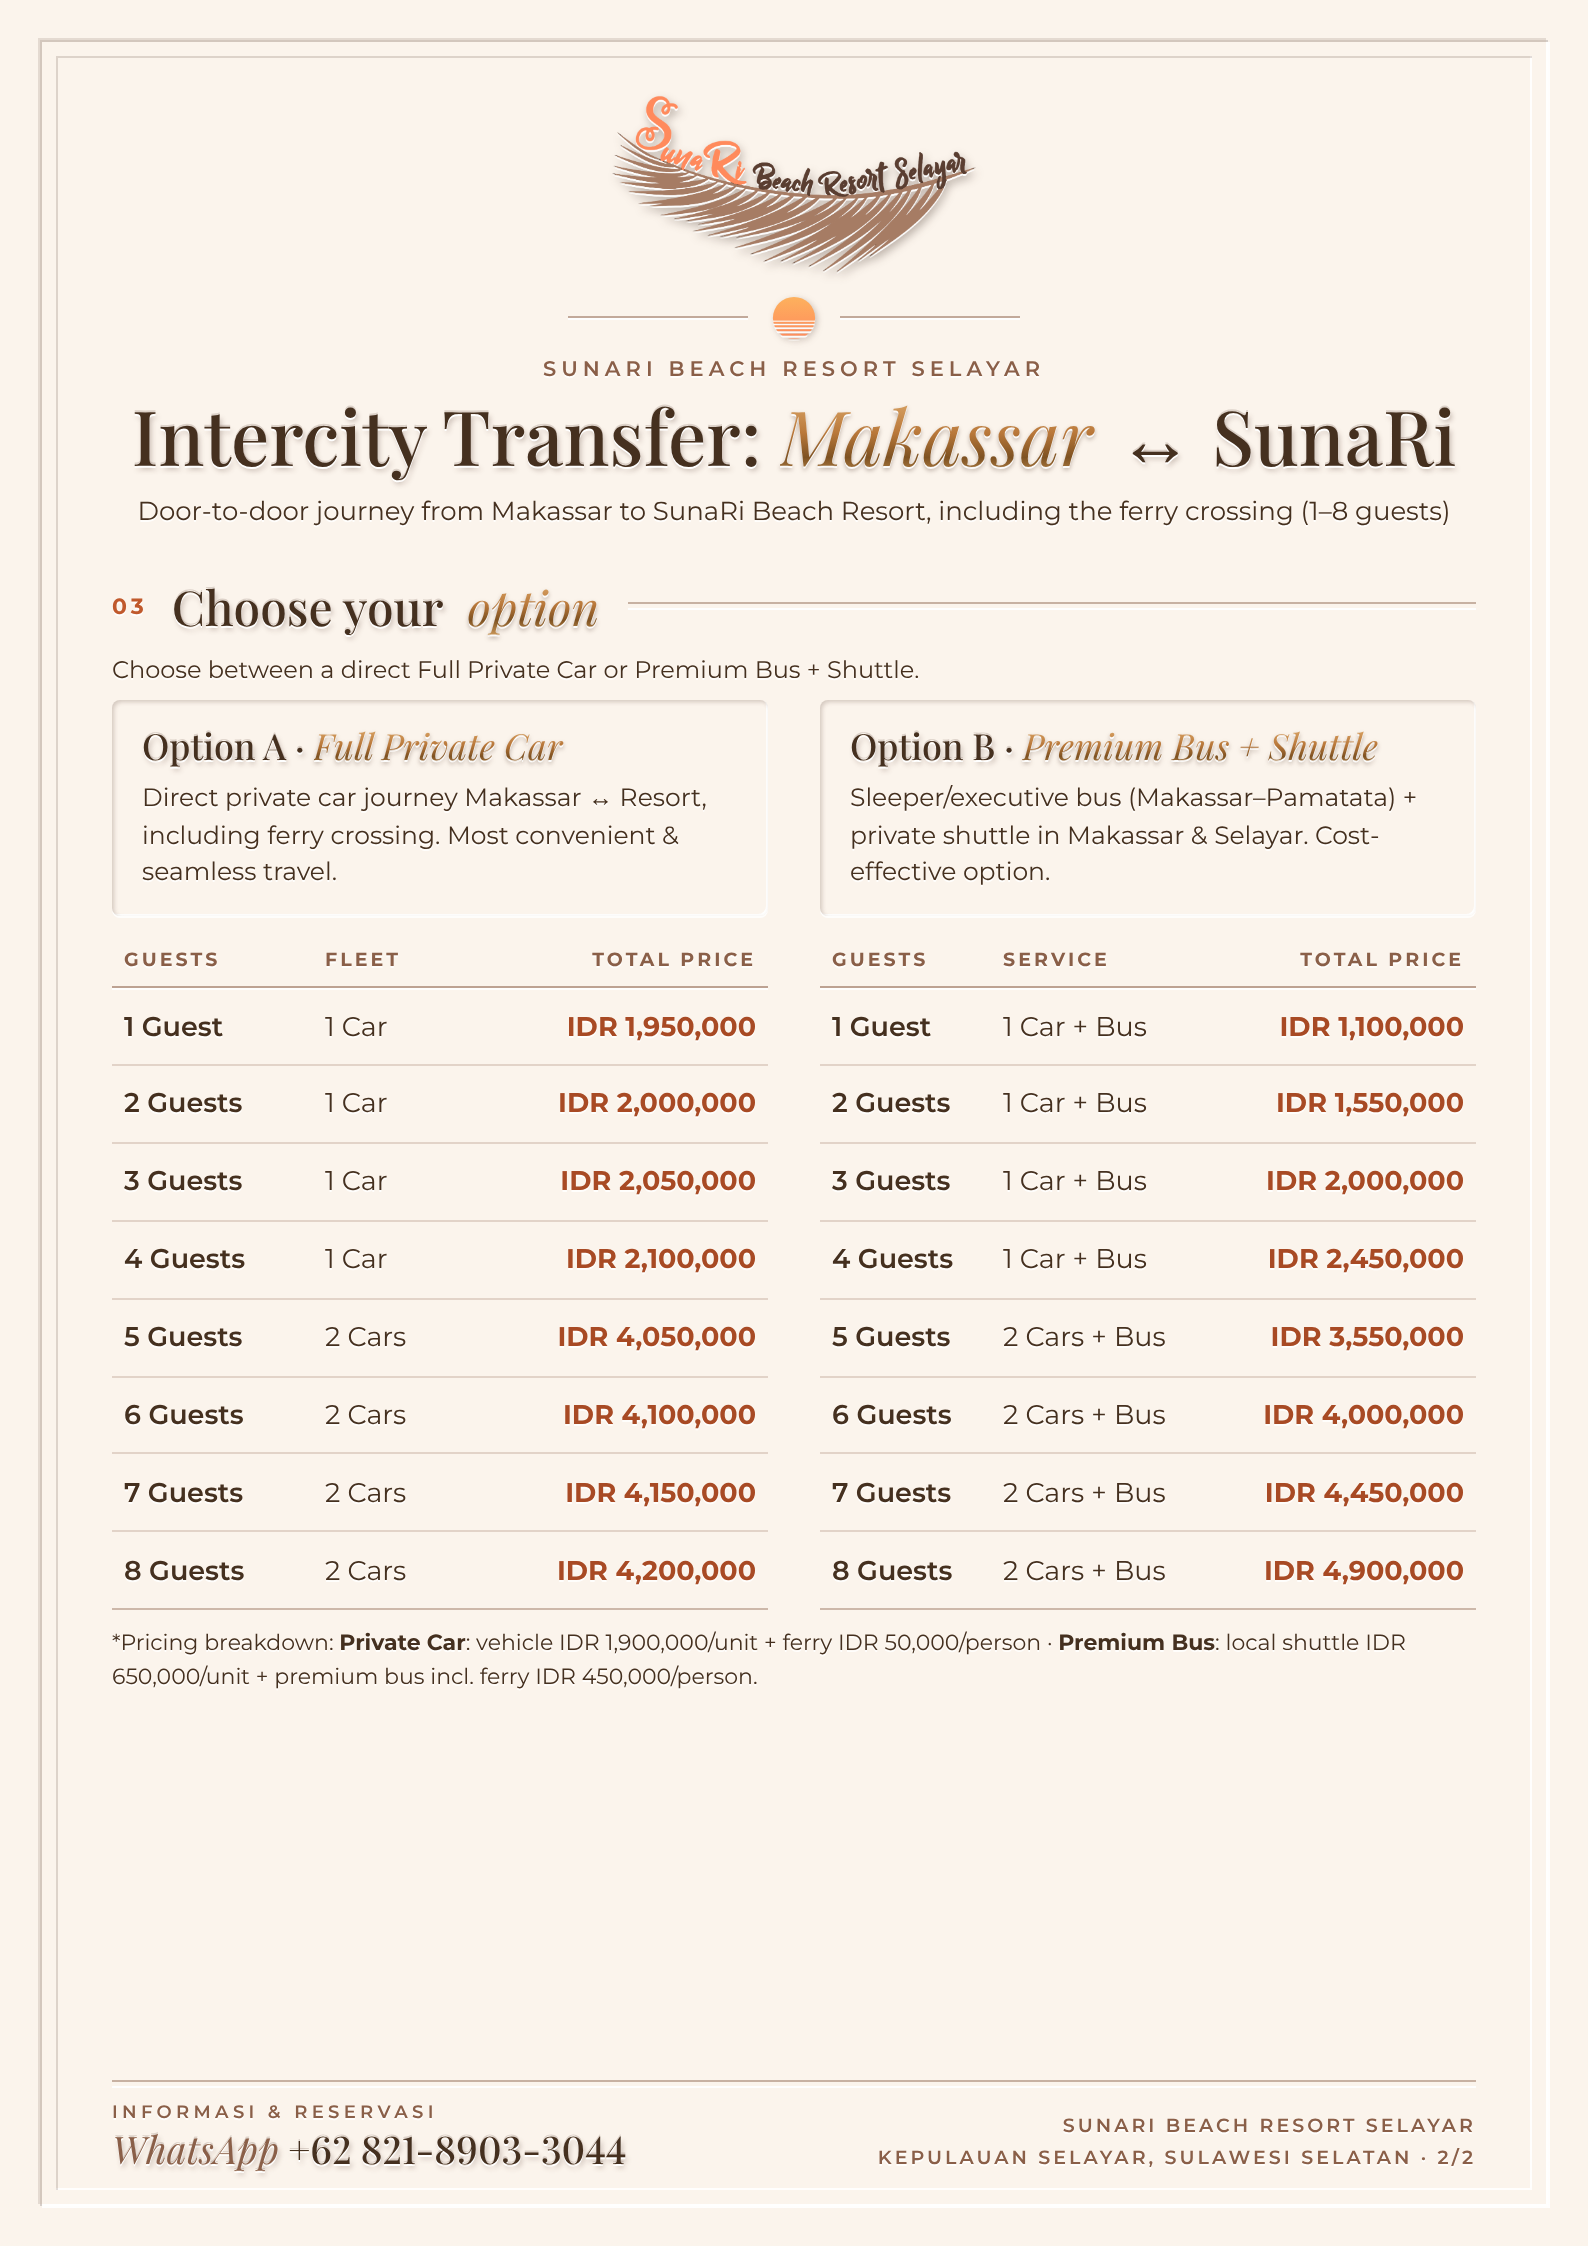 SunaRi Beach Resort Selayar
SUNARI BEACH RESORT SELAYAR
Intercity Transfer: Makassar ↔ SunaRi
Door-to-door journey from Makassar to SunaRi Beach Resort, including the ferry crossing (1–8 guests)
03 Choose your option
Choose between a direct Full Private Car or Premium Bus + Shuttle.
Option A · Full Private Car
Direct private car journey Makassar ↔ Resort,
including ferry crossing. Most convenient &
seamless travel.
GUESTS FLEET TOTAL PRICE
1 Guest 1 Car IDR 1,950,000
2 Guests 1 Car IDR 2,000,000
3 Guests 1 Car IDR 2,050,000
4 Guests 1 Car IDR 2,100,000
5 Guests 2 Cars IDR 4,050,000
6 Guests 2 Cars IDR 4,100,000
7 Guests 2 Cars IDR 4,150,000
8 Guests 2 Cars IDR 4,200,000
Option B · Premium Bus + Shuttle
Sleeper/executive bus (Makassar–Pamatata) +
private shuttle in Makassar & Selayar. Cost-
effective option.
GUESTS SERVICE TOTAL PRICE
1 Guest 1 Car + Bus IDR 1,100,000
2 Guests 1 Car + Bus IDR 1,550,000
3 Guests 1 Car + Bus IDR 2,000,000
4 Guests 1 Car + Bus IDR 2,450,000
5 Guests 2 Cars + Bus IDR 3,550,000
6 Guests 2 Cars + Bus IDR 4,000,000
7 Guests 2 Cars + Bus IDR 4,450,000
8 Guests 2 Cars + Bus IDR 4,900,000
*Pricing breakdown: Private Car: vehicle IDR 1,900,000/unit + ferry IDR 50,000/person · Premium Bus: local shuttle IDR
650,000/unit + premium bus incl. ferry IDR 450,000/person.
INFORMASI & RESERVASI
WhatsApp +62 821-8903-3044
SUNARI BEACH RESORT SELAYAR
KEPULAUAN SELAYAR, SULAWESI SELATAN · 2/2